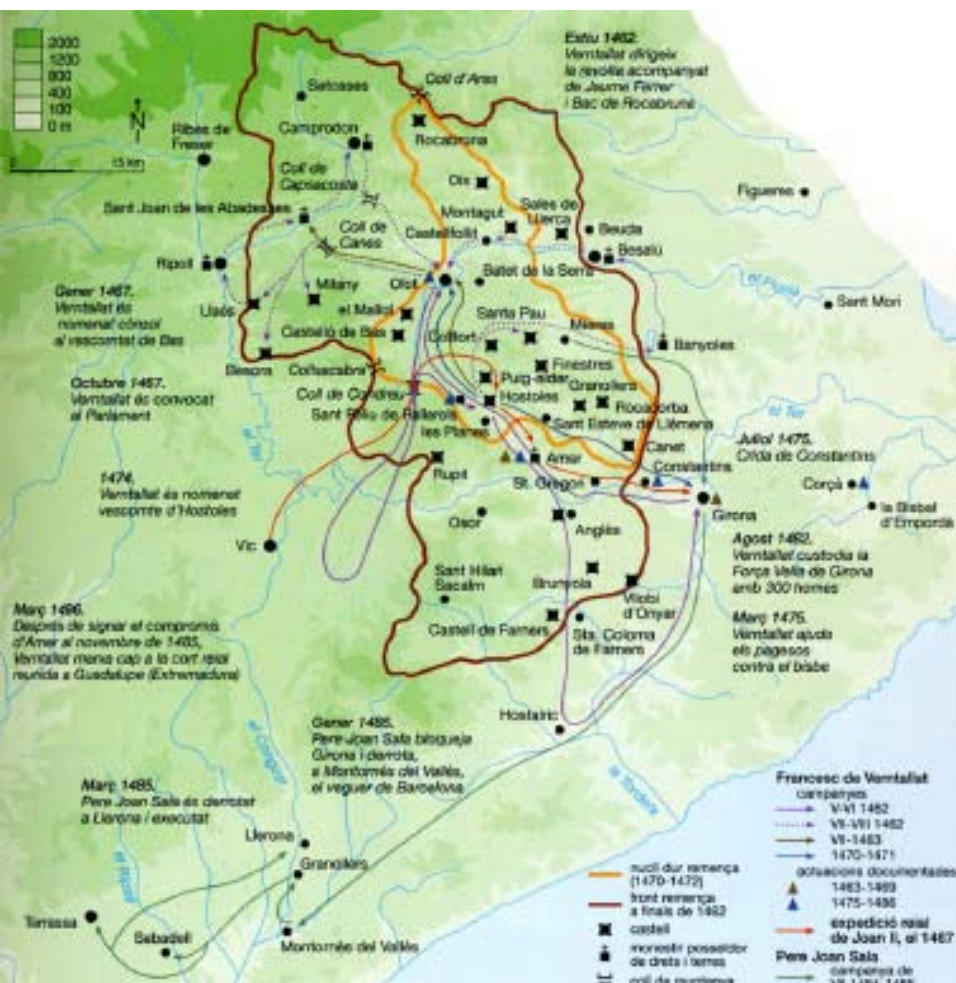 2000
1200
800
400
100
0 m
N
15 km
0
Estiu 1462.
Verntallat dirigeix
la revolta acompanyat
de Jaume Ferrer
i Bac de Rocabruna
Setcases
Coll d'Ares
Ribes de
Freser
Camprodon
Rocabruna
Coll de
Capsacosta
Oix
Figueres
Sant Joan de les Abadesses
Montagut
Sales de
Llierca
Coll de
Canes
Castellfollit
Beuda
Besalú
Ripoll
Olot
Batet de la Serra
el Fluvià
Gener 1467.
Verntallat és
nomenat cònsol
al vescomtat de Bas
Llaés
Milany
el Mallol
Santa Pau
Mieres
Sant Mori
Castelló de Bas
Colltort
Banyoles
Besora
Collsacabra
Finestres
Octubre 1467.
Verntallat és convocat
al Parlament
Coll de Condreu
Puig-alder
Granollers
Hostoles
Rocacorba
Sant Feliu de Pallerols
Sant Esteve de Llémena
el Ter
les Planes
Canet
Juliol 1475.
Crida de Constantins
el Ter
Rupit
Amer
Constantins
1474.
Verntallat és nomenat
vescomte d'Hostoles
St. Gregori
Corçà
Girona
la Bisbal
d'Empordà
Osor
Anglès
Vic
Agost 1462.
Verntallat custodia la
Força Vella de Girona
amb 300 homes
Sant Hilari
Sacalm
Brunyola
Vilobí
d'Onyar
Març 1486.
Després de signar el compromís
d'Amer al novembre de 1485,
Verntallat marxa cap a la cort reial
reunida a Guadalupe (Extremadura)
Castell de Farners
Sta. Coloma
de Farners
Març 1475.
Verntallat ajuda
els pagesos
contra el bisbe
Hostalric
Gener 1485.
Pere Joan Sala bloqueja
Girona i derrota,
a Montornès del Vallès,
el veguer de Barcelona
el Congost
la Tordera
Març 1485.
Pere Joan Sala és derrotat
a Llerona i executat
Llerona
Granollers
el Ripoll
Terrassa
Sabadell
Montornès del Vallès
nucli dur remença
(1470-1472)
front remença
a finals de 1462
castell
monestir posseïdor
de drets i terres
coll de muntanya
Francesc de Verntallat
campanyes
V-VI 1462
VII-VIII 1462
VII-1463
1470-1471
actuacions documentades
1463-1469
1475-1486
expedició reial
de Joan II, el 1467
Pere Joan Sala
campanya de